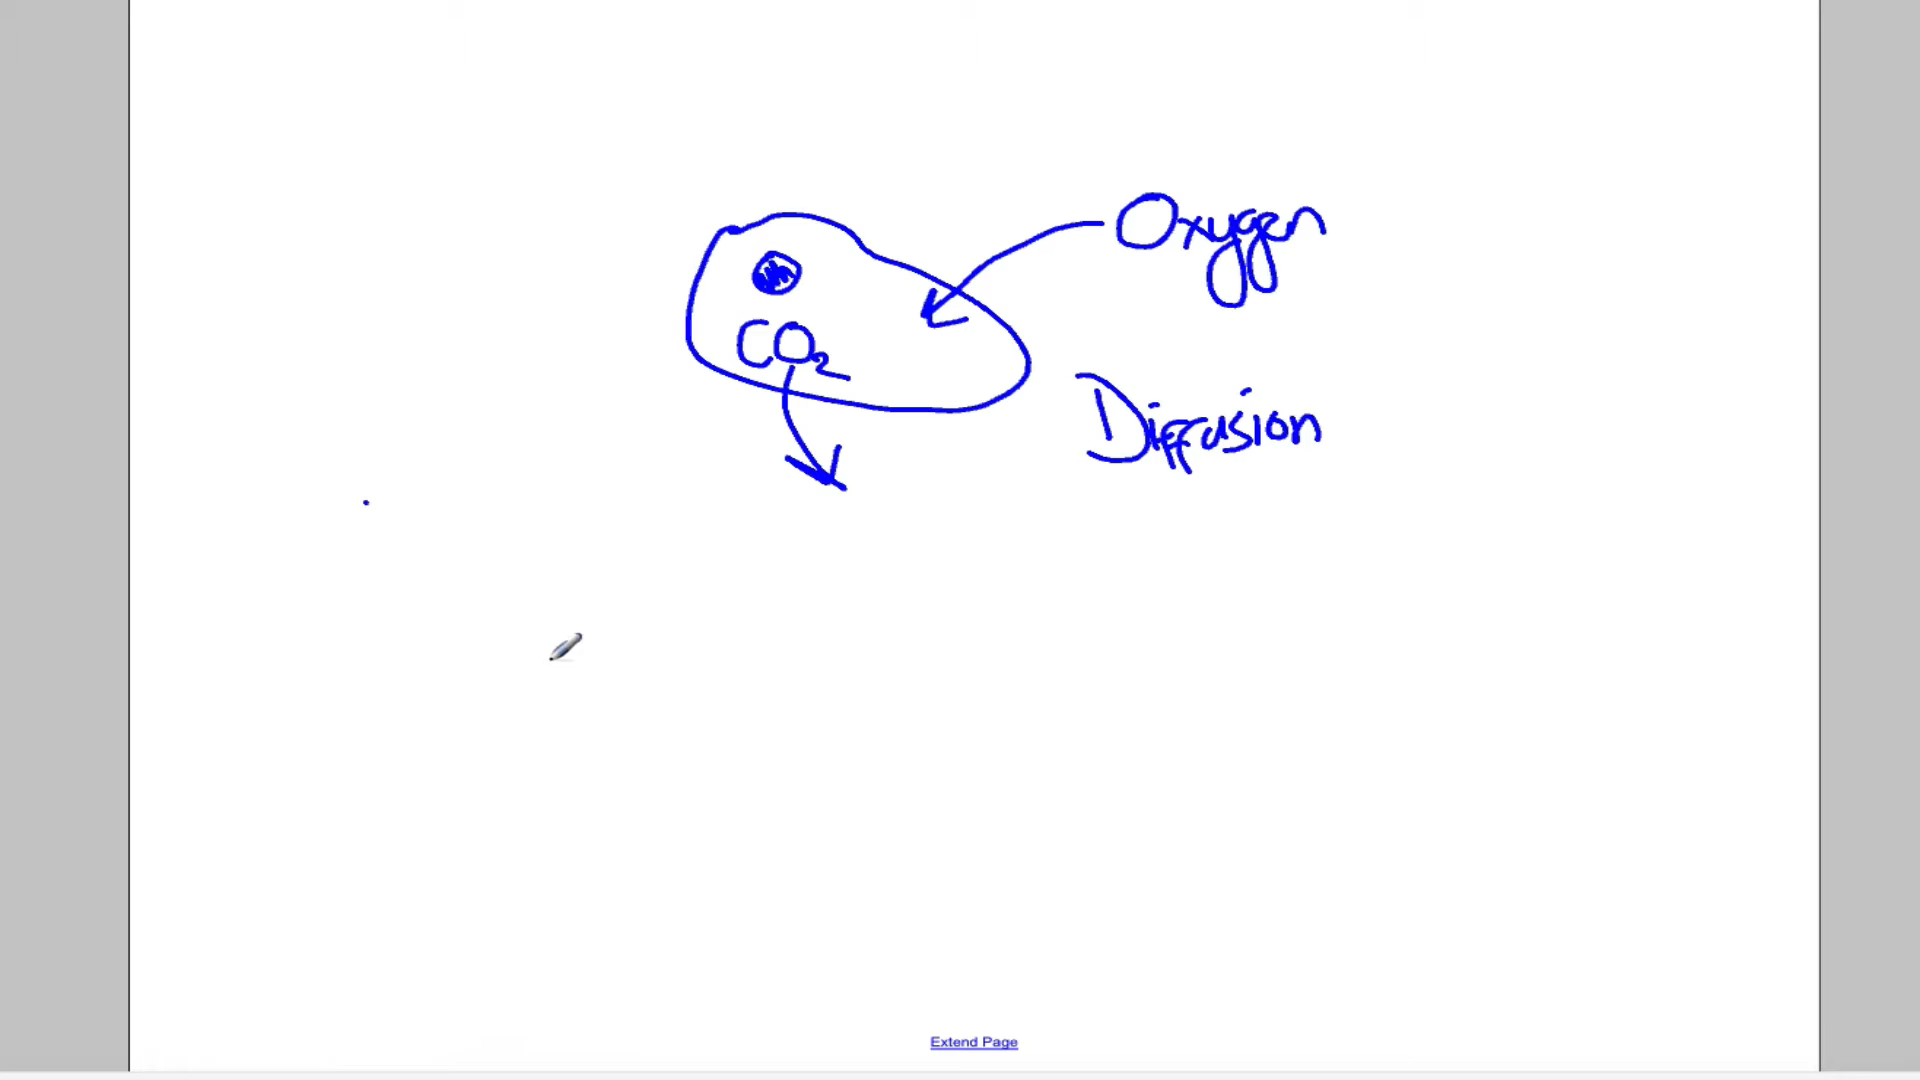 Oxygen
CO₂
Diffusion
Extend Page